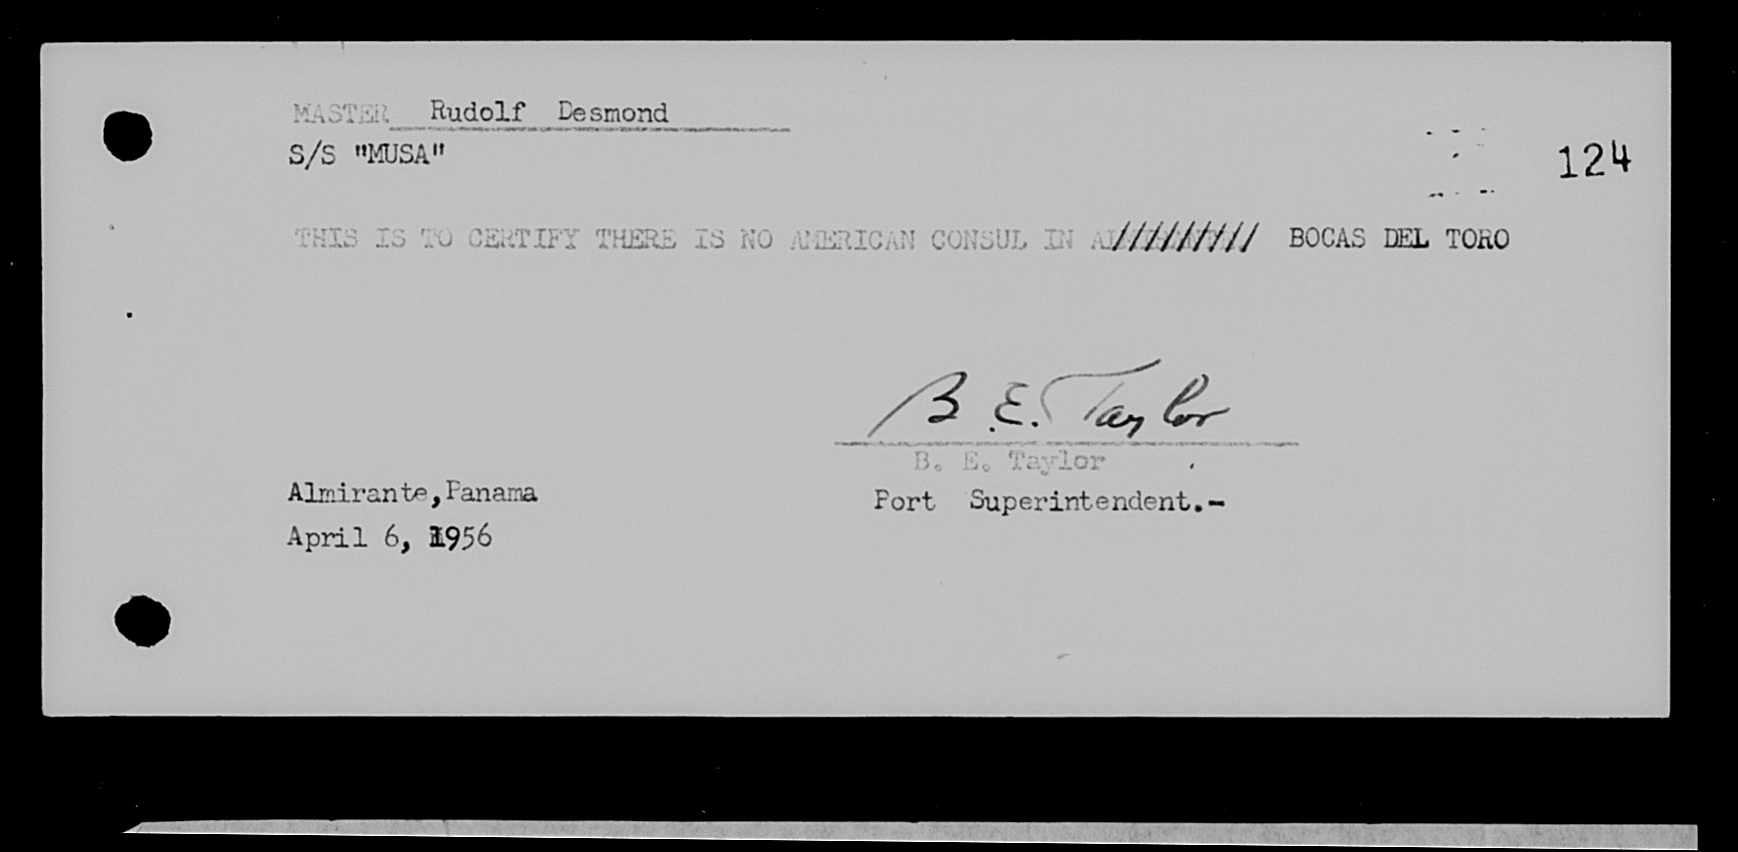 MASTER Rudolf Desmond
S/S "MUSA"
124
THIS IS TO CERTIFY THERE IS NO AMERICAN CONSUL IN ///////// BOCAS DEL TORO
B. E. Taylor
B. E. Taylor
Port Superintendent.-
Almirante,Panama
April 6, 1956